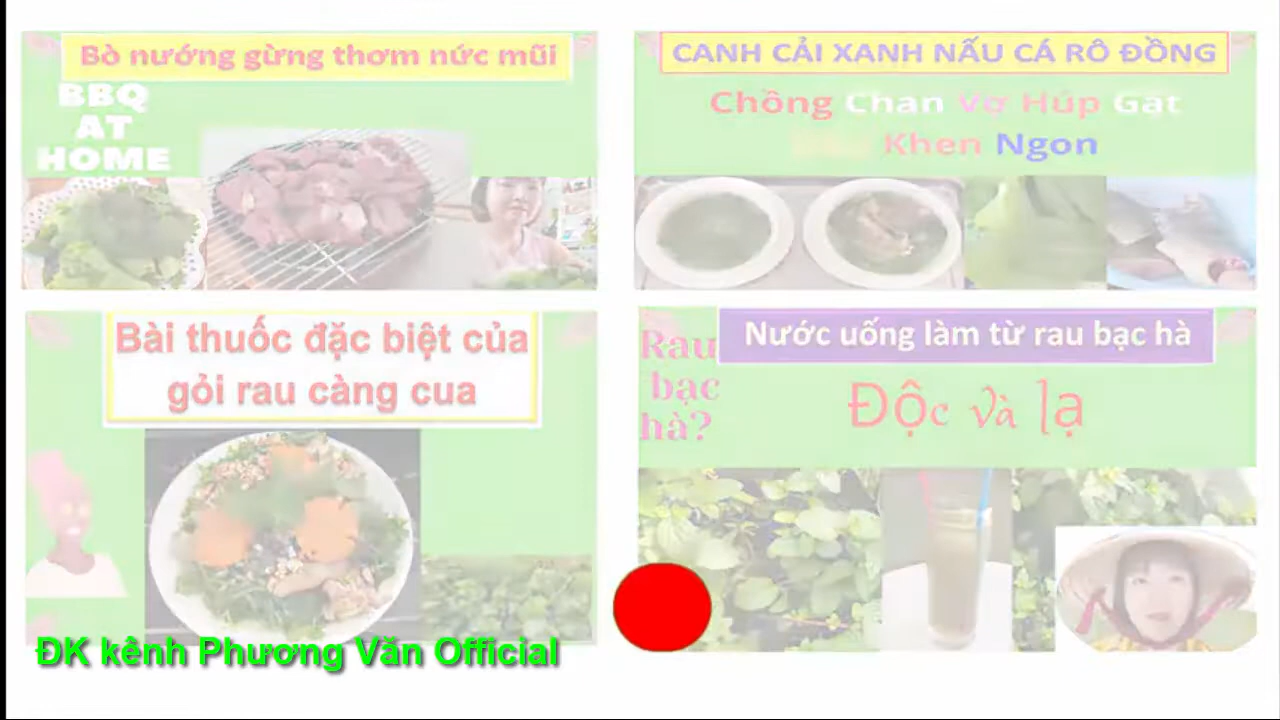 Bò nướng gừng thơm nức mũi
BBQ
AT
HOME
CANH CẢI XANH NẤU CÁ RÔ ĐỒNG
Chồng Chan Vợ Húp Gật
Khen Ngon
Bài thuốc đặc biệt của
gỏi rau càng cua
Nước uống làm từ rau bạc hà
Rau
bạc
hà?
Độc và lạ
ĐK kênh Phương Văn Official